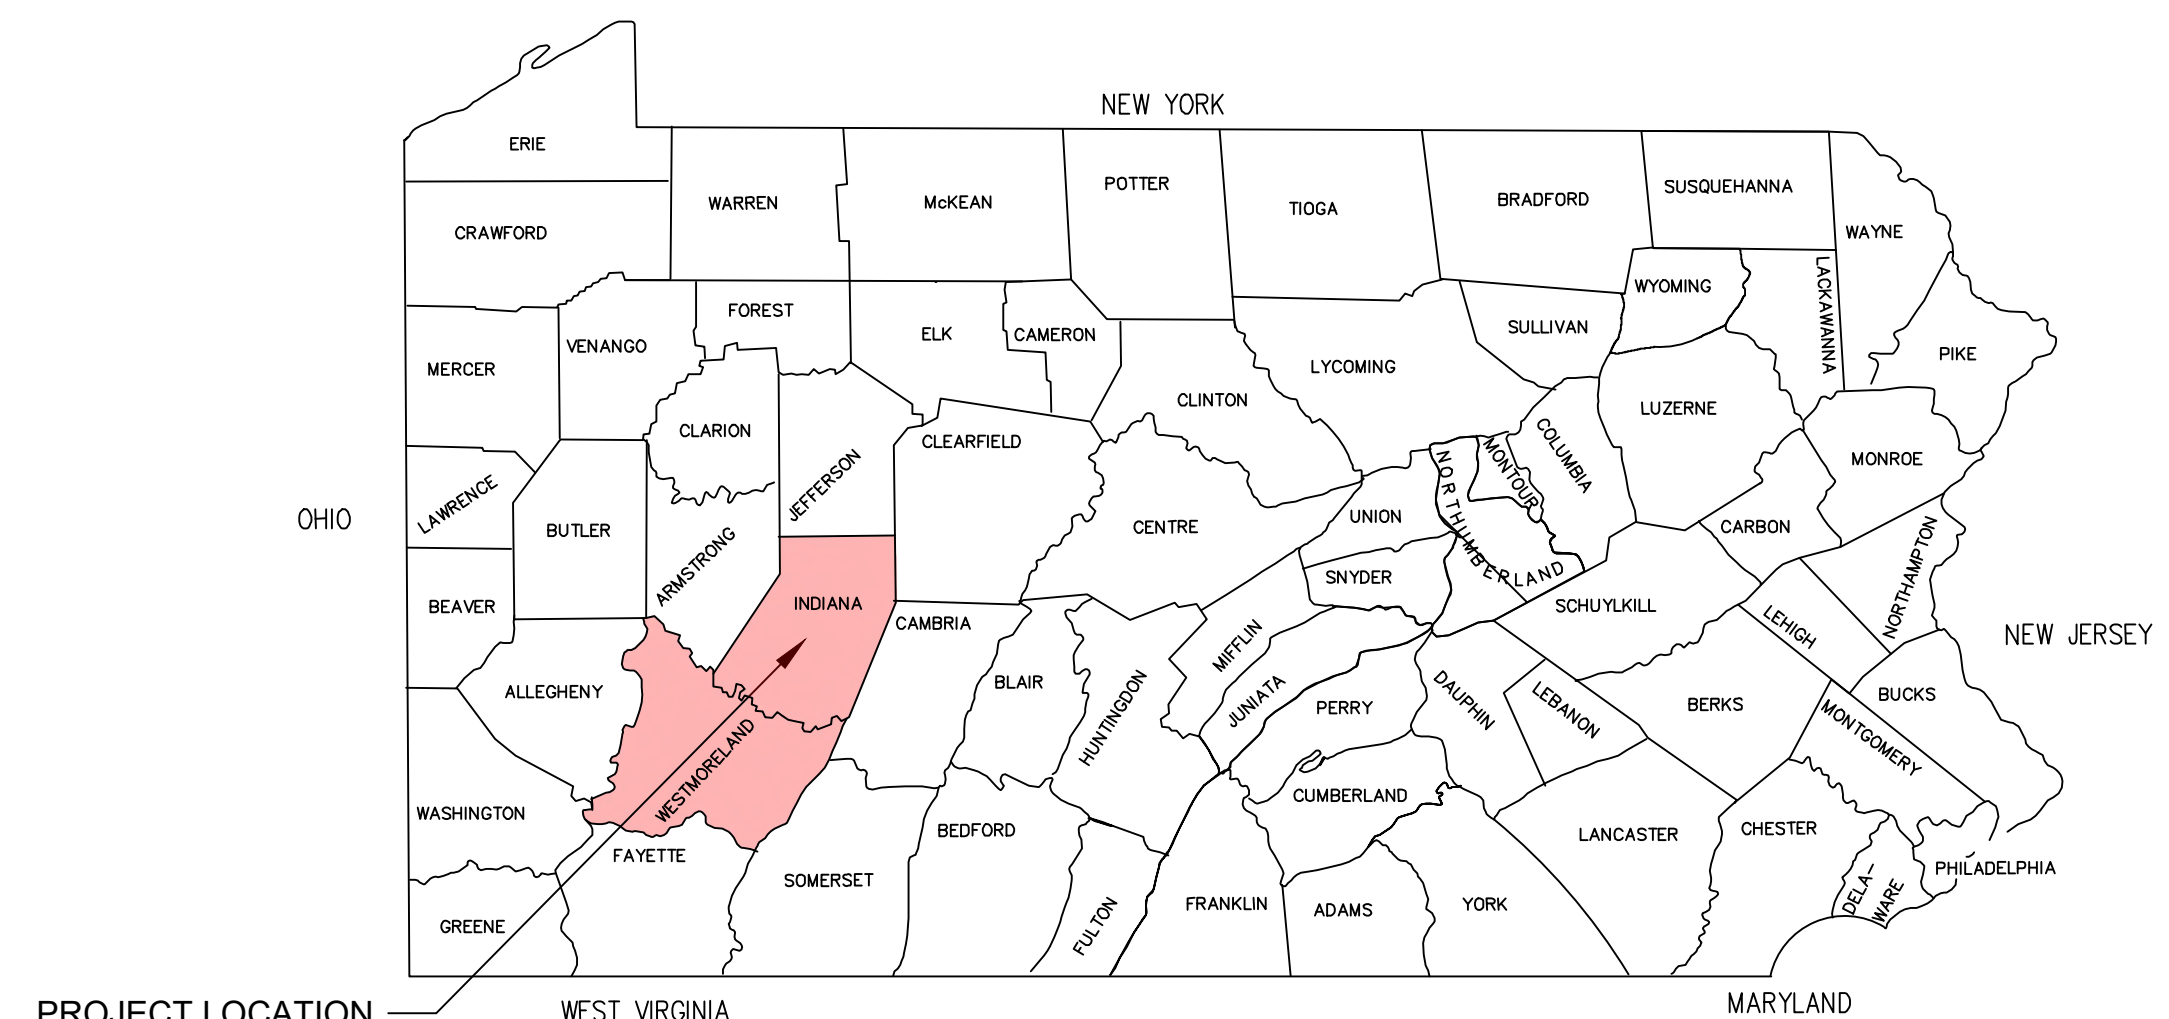 NEW YORK
ERIE
WARREN
McKEAN
POTTER
TIOGA
BRADFORD
SUSQUEHANNA
WAYNE
CRAWFORD
WYOMING
LACKAWANNA
FOREST
VENANGO
ELK
CAMERON
SULLIVAN
PIKE
MERCER
LYCOMING
CLINTON
LUZERNE
CLARION
CLEARFIELD
JEFFERSON
COLUMBIA
MONTOUR
MONROE
LAWRENCE
OHIO
BUTLER
ARMSTRONG
CENTRE
UNION
NORTHUMBERLAND
CARBON
NORTHAMPTON
BEAVER
INDIANA
CAMBRIA
SNYDER
SCHUYLKILL
LEHIGH
NEW JERSEY
MIFFLIN
ALLEGHENY
BLAIR
HUNTINGDON
JUNIATA
PERRY
DAUPHIN
LEBANON
BERKS
BUCKS
MONTGOMERY
WESTMORELAND
WASHINGTON
CUMBERLAND
BEDFORD
LANCASTER
CHESTER
FAYETTE
SOMERSET
PHILADELPHIA
DELA-
WARE
GREENE
FULTON
FRANKLIN
ADAMS
YORK
PROJECT LOCATION
WEST VIRGINIA
MARYLAND